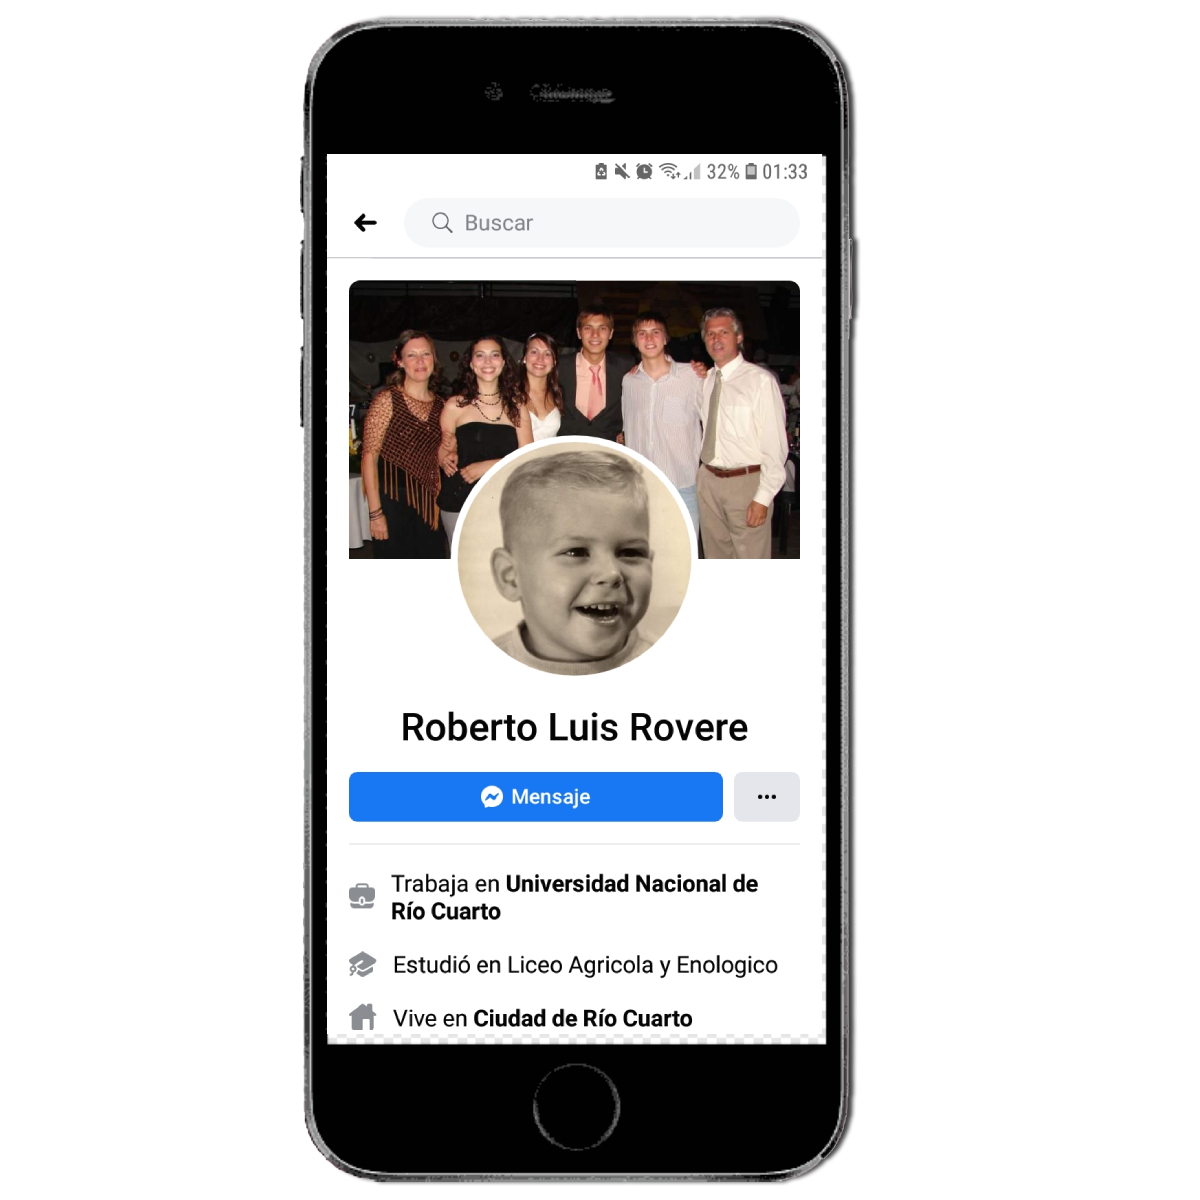 32% 01:33
Buscar
Roberto Luis Rovere
Mensaje
Trabaja en Universidad Nacional de
Río Cuarto
Estudió en Liceo Agricola y Enologico
Vive en Ciudad de Río Cuarto